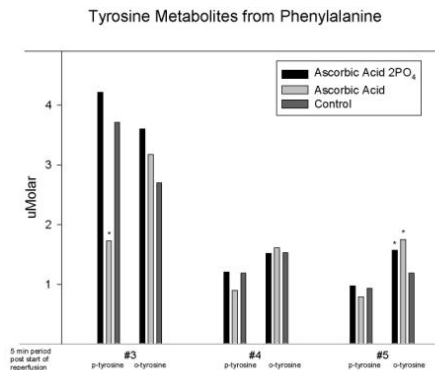 Tyrosine Metabolites from Phenylalanine
Ascorbic Acid 2PO₄
Ascorbic Acid
Control
uMolar
4
3
2
1
*
*
*
5 min period
post start of
reperfusion
#3
#4
#5
p-tyrosine
o-tyrosine
p-tyrosine
o-tyrosine
p-tyrosine
o-tyrosine